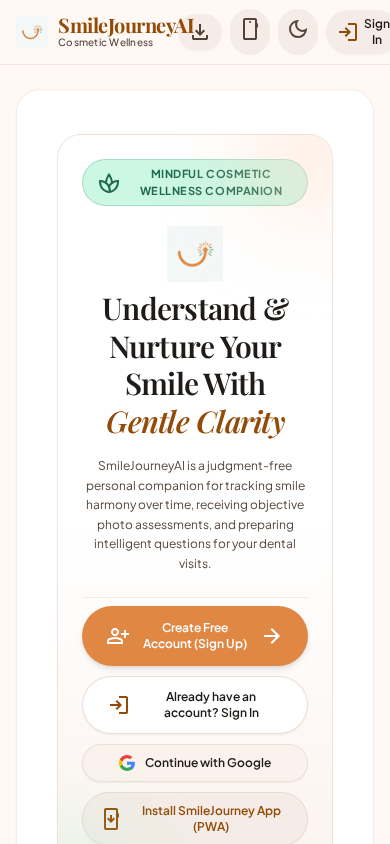 SmileJourneyAI
Cosmetic Wellness
Sign
In
MINDFUL COSMETIC
WELLNESS COMPANION
Understand &
Nurture Your
Smile With
Gentle Clarity
SmileJourneyAI is a judgment-free
personal companion for tracking smile
harmony over time, receiving objective
photo assessments, and preparing
intelligent questions for your dental
visits.
Create Free
Account (Sign Up)
Already have an
account? Sign In
Continue with Google
Install SmileJourney App
(PWA)